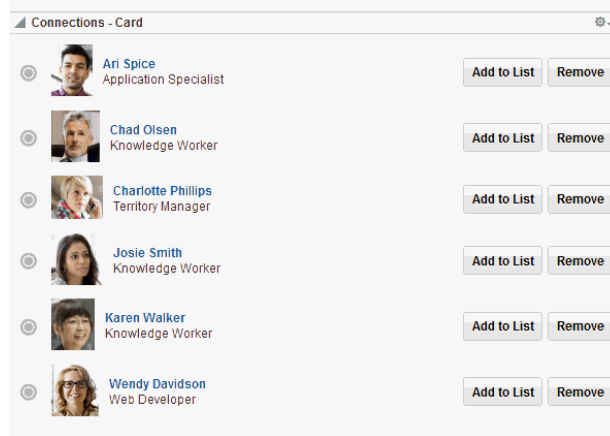 Connections - Card
Ari Spice
Application Specialist
Add to List Remove
Chad Olsen
Knowledge Worker
Add to List Remove
Charlotte Phillips
Territory Manager
Add to List Remove
Josie Smith
Knowledge Worker
Add to List Remove
Karen Walker
Knowledge Worker
Add to List Remove
Wendy Davidson
Web Developer
Add to List Remove